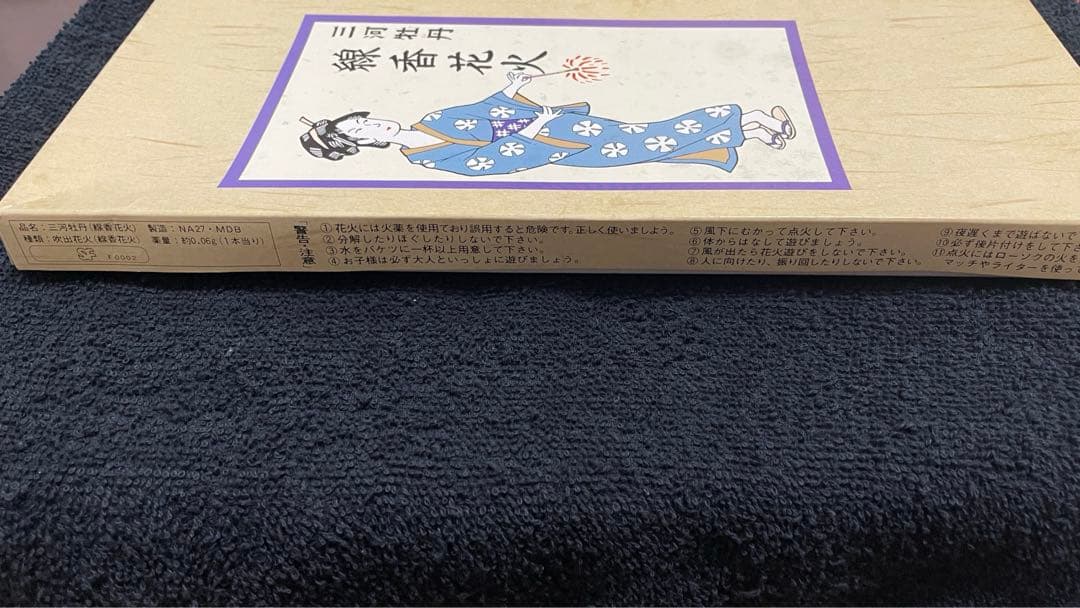 三河牡丹
線香花火
品名：三河牡丹(線香花火)
種類：吹出花火(線香花火)
製造：NA27・MDB
薬量：約0.06g(1本当り)
SF
F0002
警告・注意
①花火には火薬を使用ており誤用すると危険です。正しく使いましょう。
②分解したりほぐしたりしないで下さい。
③水をバケツに一杯以上用意して下さい。
④お子様は必ず大人といっしょに遊びましょう。
⑤風下にむかって点火して下さい。
⑥体からはなして遊びましょう。
⑦風が出たら花火遊びをしないで下さい。
⑧人に向けたり、振り回したりしないで下さい。
⑨夜遅くまで遊ばないで
⑩必ず後片付けをして下さ
⑪点火にはローソクの火を
マッチやライターを使っ